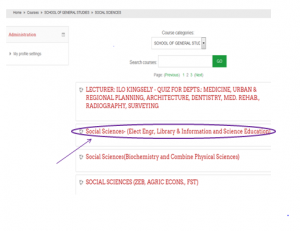 Home > Courses > SCHOOL OF GENERAL STUDIES > SOCIAL SCIENCES
Administration
My profile settings
Course categories:
SCHOOL OF GENERAL STUE
Search courses:
GO
Page: (Previous) 1 2 3 (Next)
LECTURER: ILO KINGSELY - QUIZ FOR DEPTS.: MEDICINE, URBAN &
REGIONAL PLANNING, ARCHITECTURE, DENTISTRY, MED. REHAB.,
RADIOGRAPHY, SURVEYING
Social Sciences- (Elect Engr, Library & Information and Science Education)
Social Sciences(Biochemistry and Combine Physical Sciences)
SOCIAL SCIENCES (ZEB, AGRIC ECONS., PST)